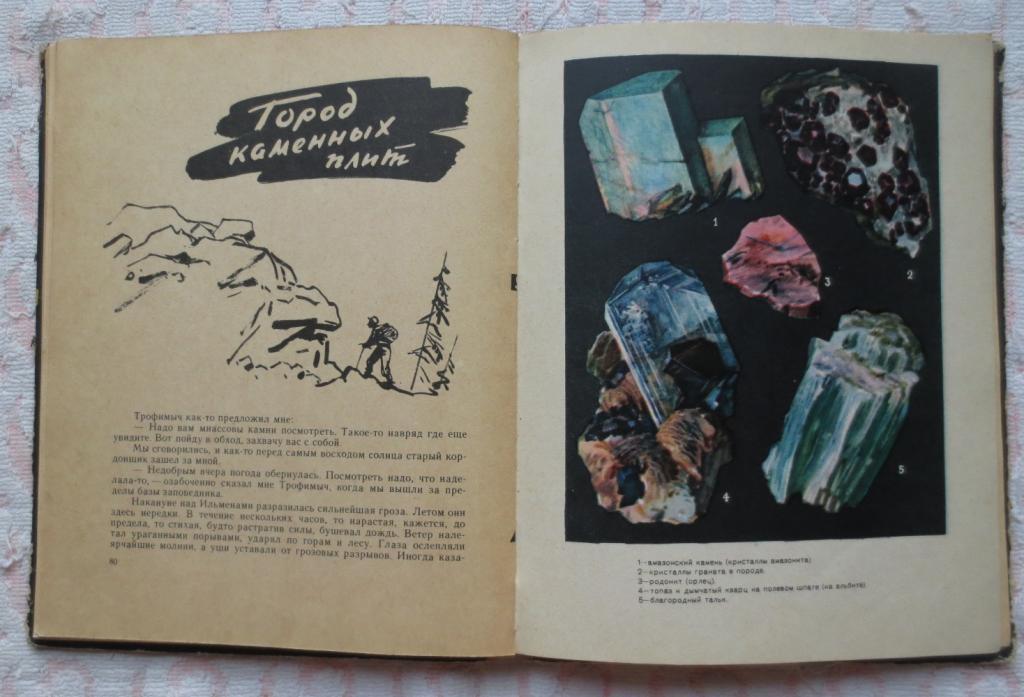 Город
каменных
плит
Трофимыч как-то предложил мне:
— Надо вам миассовы камни посмотреть. Такое-то навряд где еще
увидите. Вот пойду в обход, захвачу вас с собой.
Мы сговорились, и как-то перед самым восходом солнца старый кор-
донщик зашел за мной.
— Недобрым вчера погода обернулась. Посмотреть надо, что наде-
лала-то, — озабоченно сказал мне Трофимыч, когда мы вышли за пре-
делы базы заповедника.
Накануне над Ильменами разразилась сильнейшая гроза. Летом они
здесь нередки. В течение нескольких часов, то нарастая, кажется, до
предела, то стихая, будто растратив силы, бушевал дождь. Ветер нале-
тал ураганными порывами, ударил по горам и лесу. Глаза ослепляли
ярчайшие молнии, а уши уставали от грозовых разрывов. Иногда каза-
80
1
2
3
4
5
1—амазонский камень (кристаллы амазонита)
2—кристаллы граната в породе.
3—родонит (орлец).
4—топаз и дымчатый кварц на полевом шпате (на альбите)
5—благородный тальк.